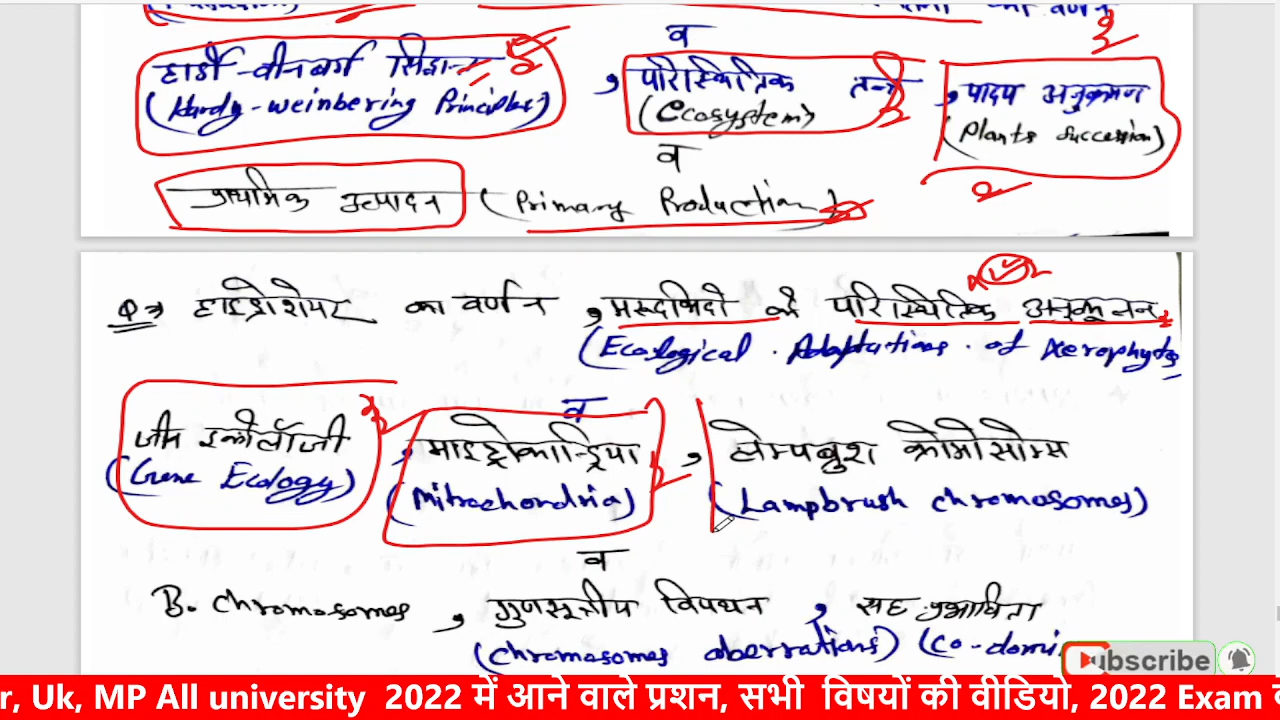 व
हार्डी-वीनबर्ग सिद्धान्त , पारिस्थितिक तन्त्र , पादप अनुक्रमण
(Hardy-weinbering Principles) (ecosystem) (Plants Succession)
व
प्राथमिक उत्पादन (Primary Production)
Q⇒ हाइड्रोशेयर का वर्णन , मरूदभिदो के पारिस्थितिक अनुकूलन
(Ecological. Adaptations. of xerophytes
व
जीन इकोलॉजी , माइट्रोकान्ड्रिया , लेम्पब्रुश क्रोमोसोम्स
(Gene Ecology) (Mitrochondria) (Lampbrush chromosomes)
व
B. chromosomes , गुणसूत्रीय विपथन , सह प्रभाविता
(chromosomes aberrations) (co-domi
Subscribe
r, Uk, MP All university 2022 में आने वाले प्रशन, सभी विषयों की वीडियो, 2022 Exam